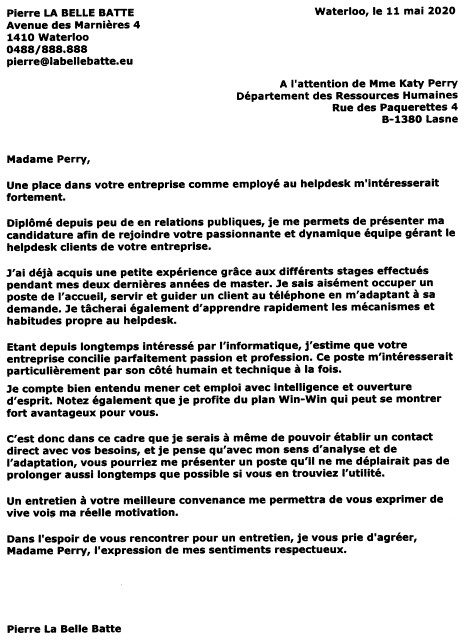 Pierre LA BELLE BATTE
Waterloo, le 11 mai 2020
Avenue des Marnières 4
1410 Waterloo
0488/888.888
pierre@labellebatte.eu
A l'attention de Mme Katy Perry
Département des Ressources Humaines
Rue des Paquerettes 4
B-1380 Lasne
Madame Perry,
Une place dans votre entreprise comme employé au helpdesk m'intéresserait
fortement.
Diplômé depuis peu de en relations publiques, je me permets de présenter ma
candidature afin de rejoindre votre passionnante et dynamique équipe gérant le
helpdesk clients de votre entreprise.
J'ai déjà acquis une petite expérience grâce aux différents stages effectués
pendant mes deux dernières années de master. Je sais aisément occuper un
poste de l'accueil, servir et guider un client au téléphone en m'adaptant à sa
demande. Je tâcherai également d'apprendre rapidement les mécanismes et
habitudes propre au helpdesk.
Etant depuis longtemps intéressé par l'informatique, j'estime que votre
entreprise concilie parfaitement passion et profession. Ce poste m'intéresserait
particulièrement par son côté humain et technique à la fois.
Je compte bien entendu mener cet emploi avec intelligence et ouverture
d'esprit. Notez également que je profite du plan Win-Win qui peut se montrer
fort avantageux pour vous.
C'est donc dans ce cadre que je serais à même de pouvoir établir un contact
direct avec vos besoins, et je pense qu'avec mon sens d'analyse et de
l'adaptation, vous pourriez me présenter un poste qu'il ne me déplairait pas de
prolonger aussi longtemps que possible si vous en trouviez l'utilité.
Un entretien à votre meilleure convenance me permettra de vous exprimer de
vive vois ma réelle motivation.
Dans l'espoir de vous rencontrer pour un entretien, je vous prie d'agréer,
Madame Perry, l'expression de mes sentiments respectueux.
Pierre La Belle Batte